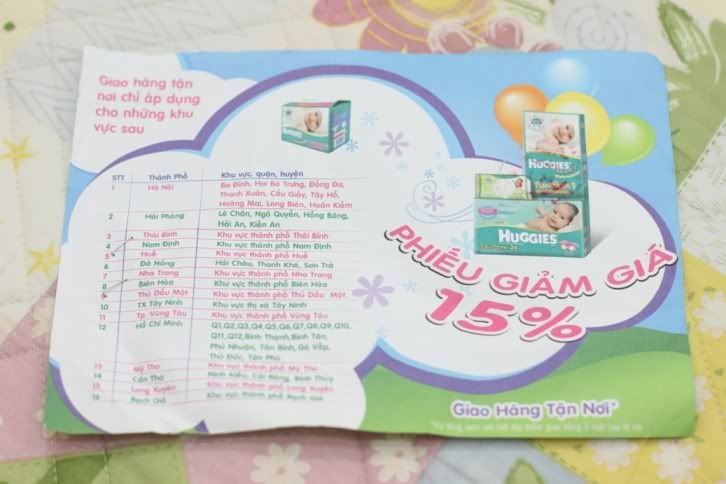 Giao hàng tận
nơi chỉ áp dụng
cho những khu
vực sau
HUGGIES
STT Thành Phố Khu vực, quận, huyện
1 Hà Nội Ba Đình, Hai Bà Trưng, Đống Đa,
Thanh Xuân, Cầu Giấy, Tây Hồ,
Hoàng Mai, Long Biên, Hoàn Kiếm
2 Hải Phòng Lê Chân, Ngô Quyền, Hồng Bàng,
Hải An, Kiến An
3 Thái Bình Khu vực thành phố Thái Bình
4 Nam Định Khu vực thành phố Nam Định
5 Huế Khu vực thành phố Huế
6 Đà Nẵng Hải Châu, Thanh Khê, Sơn Trà
7 Nha Trang Khu vực thành phố Nha Trang
8 Biên Hòa Khu vực thành phố Biên Hòa
9 Thủ Dầu Một Khu vực thành phố Thủ Dầu Một
10 TX Tây Ninh Khu vực thị xã Tây Ninh
11 Tp. Vũng Tàu Khu vực thành phố Vũng Tàu
12 Hồ Chí Minh Q1,Q2,Q3,Q4,Q5,Q6,Q7,Q8,Q9,Q10,
Q11,Q12,Bình Thạnh,Bình Tân,
Phú Nhuận, Tân Bình, Gò Vấp,
Thủ Đức, Tân Phú
13 Mỹ Tho Khu vực thành phố Mỹ Tho
14 Cần Thơ Ninh Kiều, Cái Răng, Bình Thủy
15 Long Xuyên Khu vực thành phố Long Xuyên
16 Rạch Giá Khu vực thành phố Rạch Giá
HUGGIES
HUGGIES
PHIẾU GIẢM GIÁ
15%
Giao Hàng Tận Nơi*